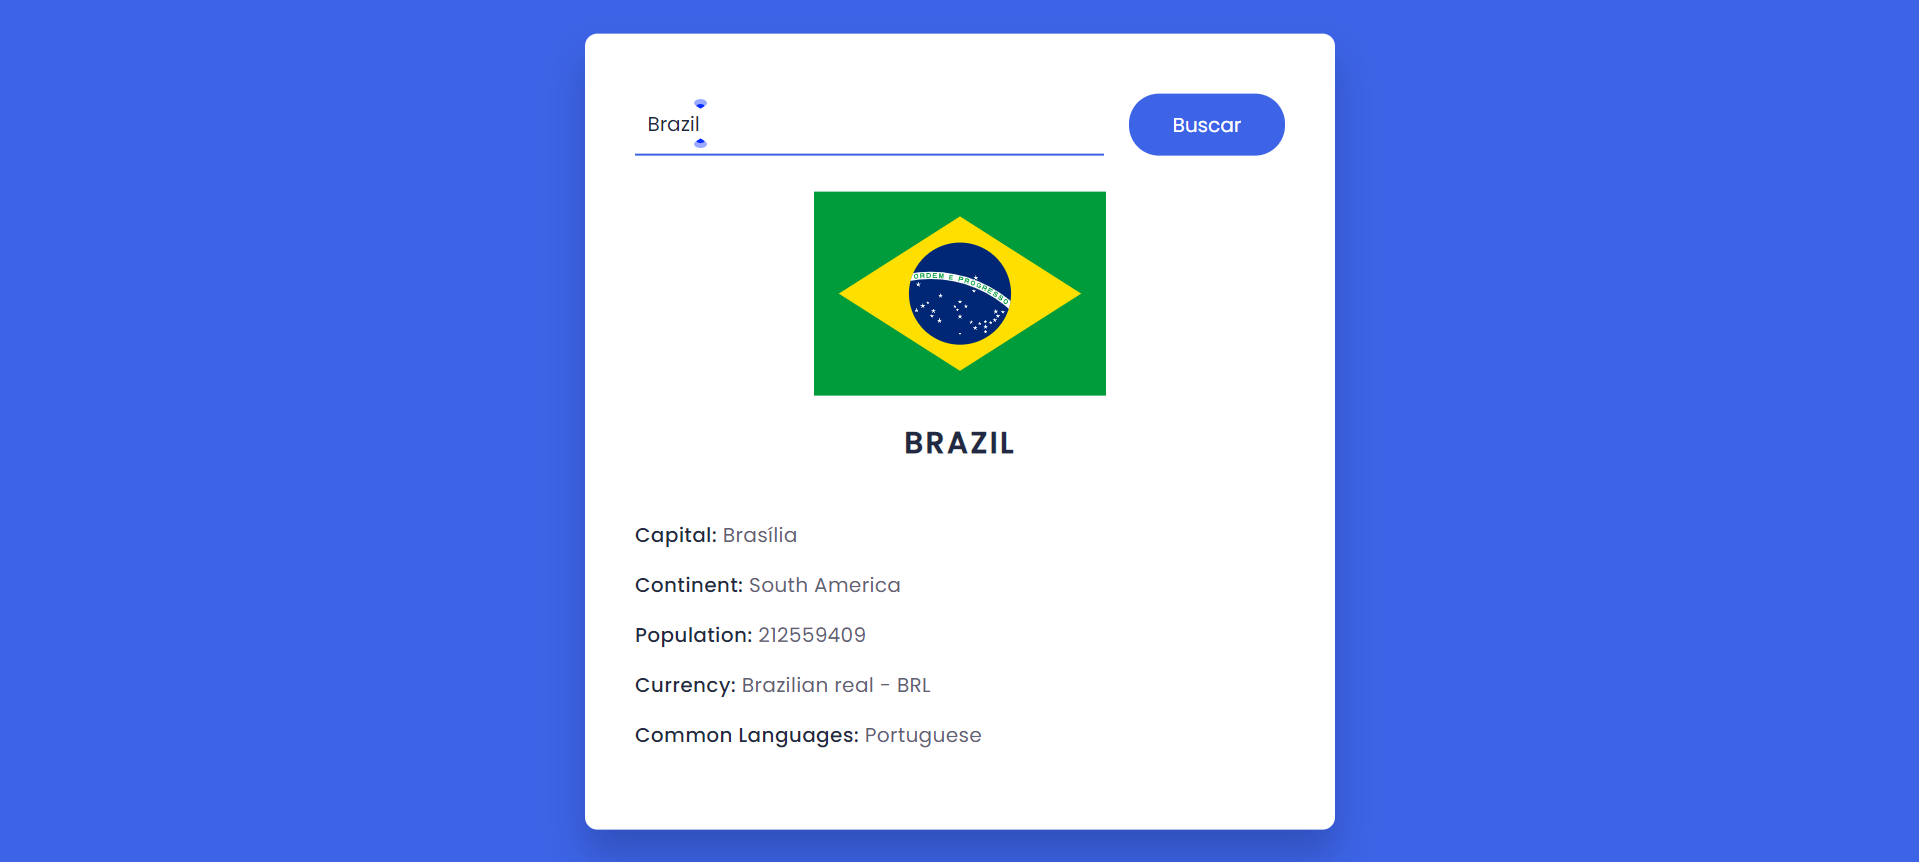 Brazil
Buscar
ORDEM E PROGRESSO
BRAZIL
Capital: Brasília
Continent: South America
Population: 212559409
Currency: Brazilian real - BRL
Common Languages: Portuguese